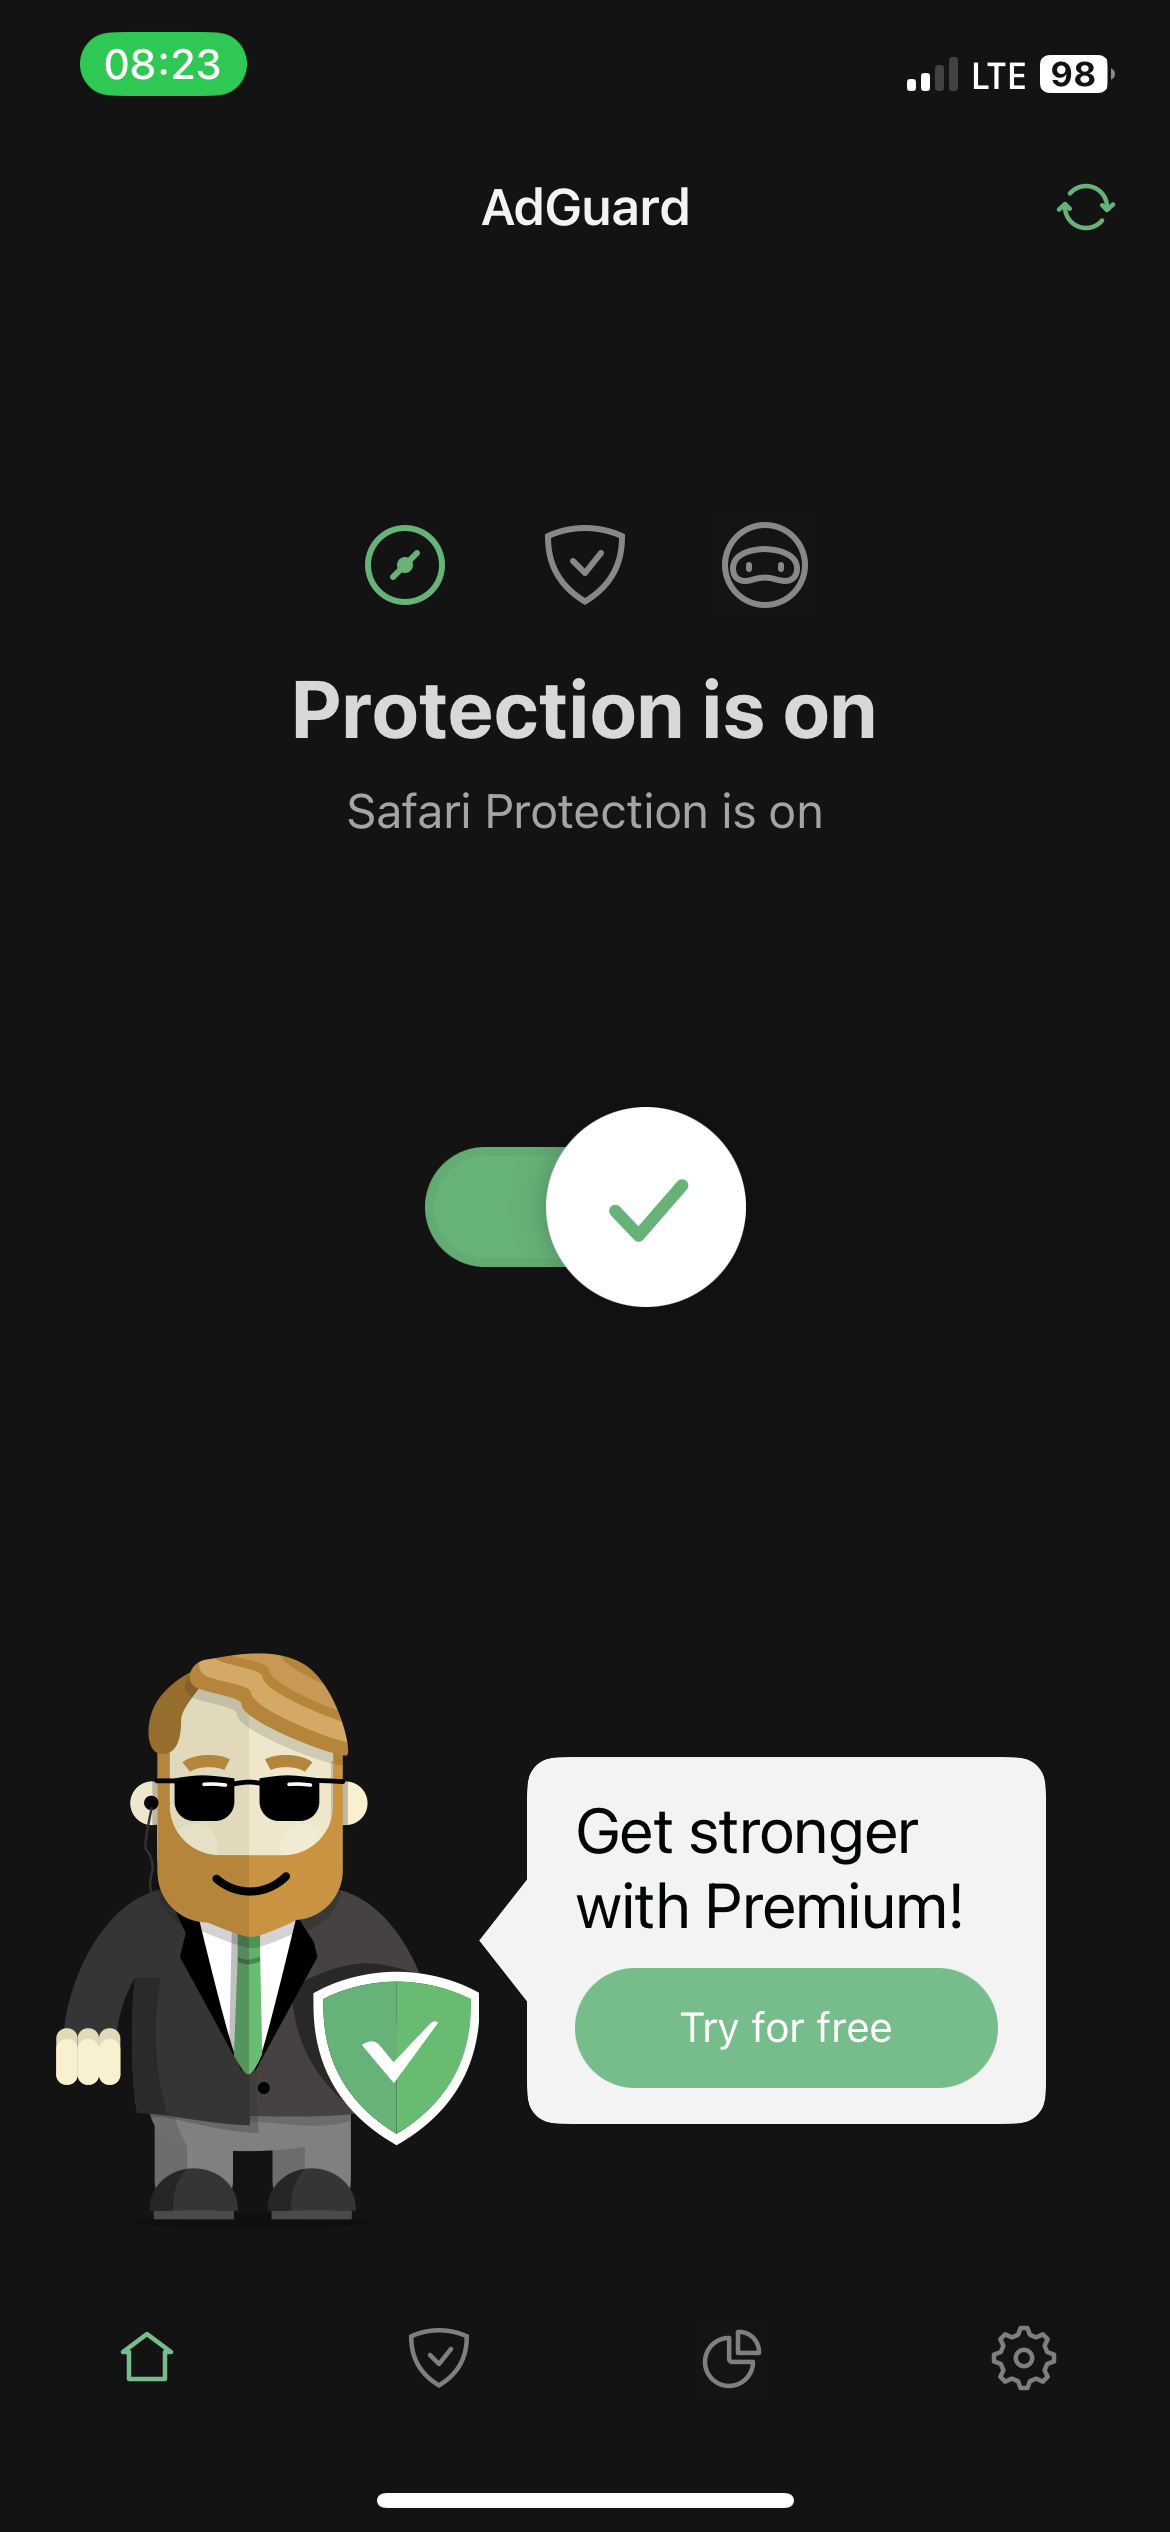 08:23
LTE 98
AdGuard
Protection is on
Safari Protection is on
Get stronger
with Premium!
Try for free